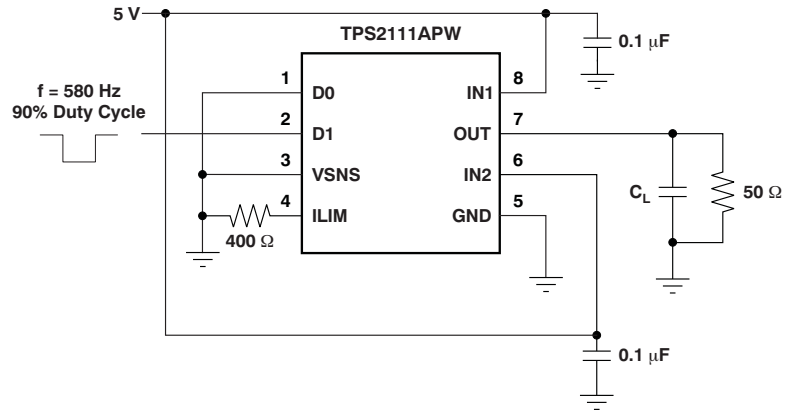 5 V
TPS2111APW
0.1 µF
f = 580 Hz
90% Duty Cycle
1
D0
IN1
8
2
D1
OUT
7
3
VSNS
IN2
6
4
ILIM
GND
5
400 Ω
CL
50 Ω
0.1 µF